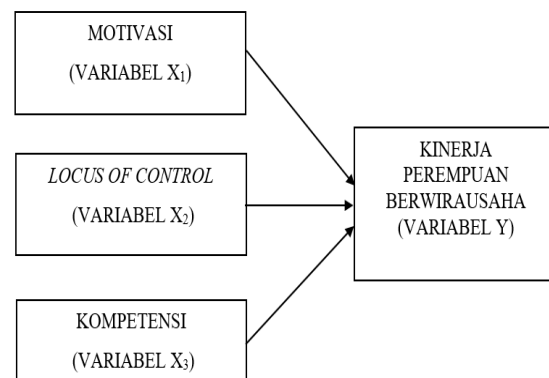 MOTIVASI
(VARIABEL X₁)
LOCUS OF CONTROL
(VARIABEL X₂)
KOMPETENSI
(VARIABEL X₃)
KINERJA
PEREMPUAN
BERWIRAUSAHA
(VARIABEL Y)